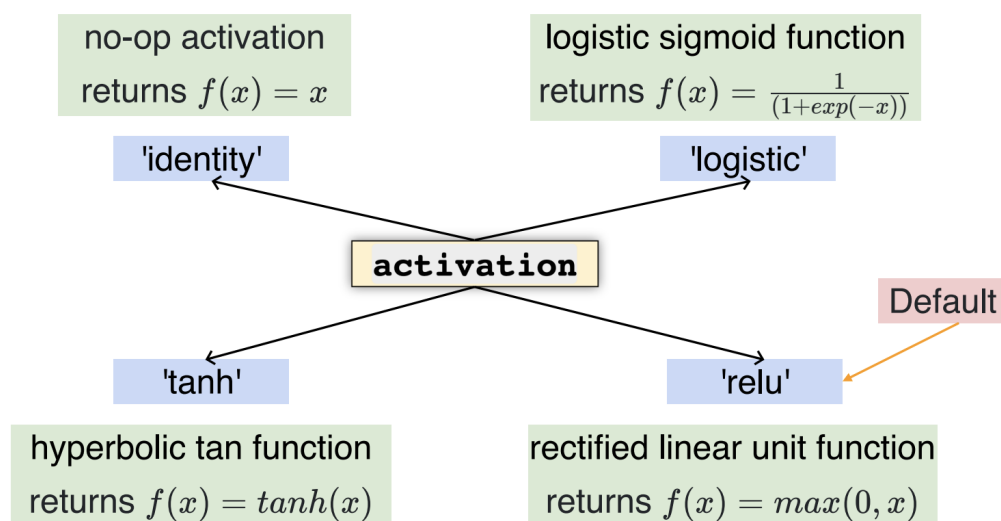 no-op activation
returns f(x) = x
logistic sigmoid function
returns f(x) = 1/(1+exp(−x))
'identity'
'logistic'
activation
Default
'tanh'
'relu'
hyperbolic tan function
returns f(x) = tanh(x)
rectified linear unit function
returns f(x) = max(0, x)